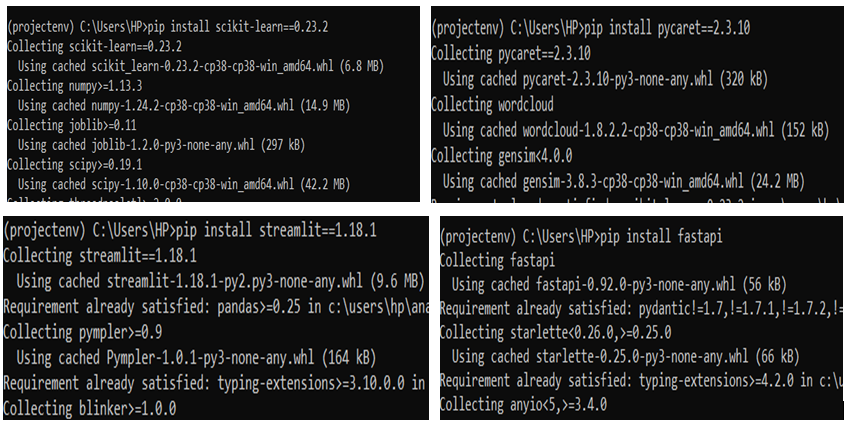 (projectenv) C:\Users\HP>pip install scikit-learn==0.23.2
Collecting scikit-learn==0.23.2
Using cached scikit_learn-0.23.2-cp38-cp38-win_amd64.whl (6.8 MB)
Collecting numpy>=1.13.3
Using cached numpy-1.24.2-cp38-cp38-win_amd64.whl (14.9 MB)
Collecting joblib>=0.11
Using cached joblib-1.2.0-py3-none-any.whl (297 kB)
Collecting scipy>=0.19.1
Using cached scipy-1.10.0-cp38-cp38-win_amd64.whl (42.2 MB)
(projectenv) C:\Users\HP>pip install pycaret==2.3.10
Collecting pycaret==2.3.10
Using cached pycaret-2.3.10-py3-none-any.whl (320 kB)
Collecting wordcloud
Using cached wordcloud-1.8.2.2-cp38-cp38-win_amd64.whl (152 kB)
Collecting gensim<4.0.0
Using cached gensim-3.8.3-cp38-cp38-win_amd64.whl (24.2 MB)
(projectenv) C:\Users\HP>pip install streamlit==1.18.1
Collecting streamlit==1.18.1
Using cached streamlit-1.18.1-py2.py3-none-any.whl (9.6 MB)
Requirement already satisfied: pandas>=0.25 in c:\users\hp\ana
Collecting pympler>=0.9
Using cached Pympler-1.0.1-py3-none-any.whl (164 kB)
Requirement already satisfied: typing-extensions>=3.10.0.0 in
Collecting blinker>=1.0.0
(projectenv) C:\Users\HP>pip install fastapi
Collecting fastapi
Using cached fastapi-0.92.0-py3-none-any.whl (56 kB)
Requirement already satisfied: pydantic!=1.7,!=1.7.1,!=1.7.2,!=
Collecting starlette<0.26.0,>=0.25.0
Using cached starlette-0.25.0-py3-none-any.whl (66 kB)
Requirement already satisfied: typing-extensions>=4.2.0 in c:\u
Collecting anyio<5,>=3.4.0